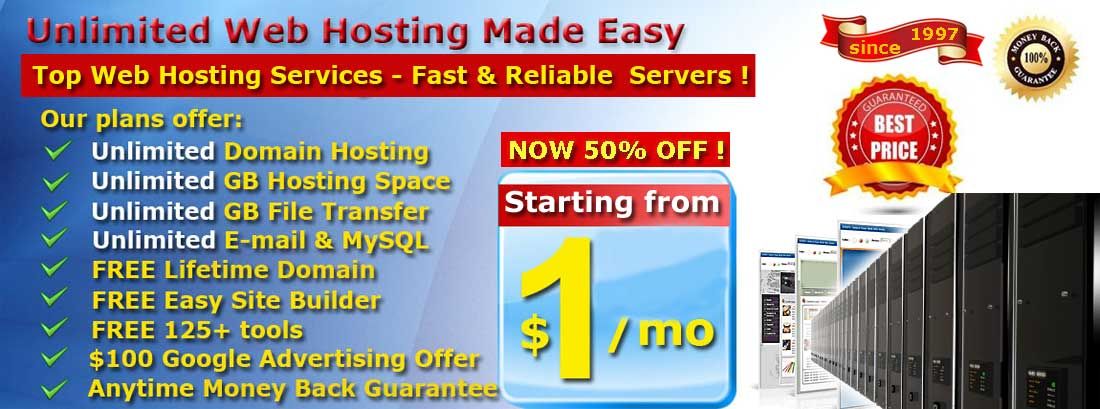 Unlimited Web Hosting Made Easy
Top Web Hosting Services - Fast & Reliable Servers !
Our plans offer:
Unlimited Domain Hosting
Unlimited GB Hosting Space
Unlimited GB File Transfer
Unlimited E-mail & MySQL
FREE Lifetime Domain
FREE Easy Site Builder
FREE 125+ tools
$100 Google Advertising Offer
Anytime Money Back Guarantee
NOW 50% OFF !
Starting from
$1/mo
since 1997
MONEY BACK
100%
GUARANTEE
GUARANTEED
BEST
PRICE